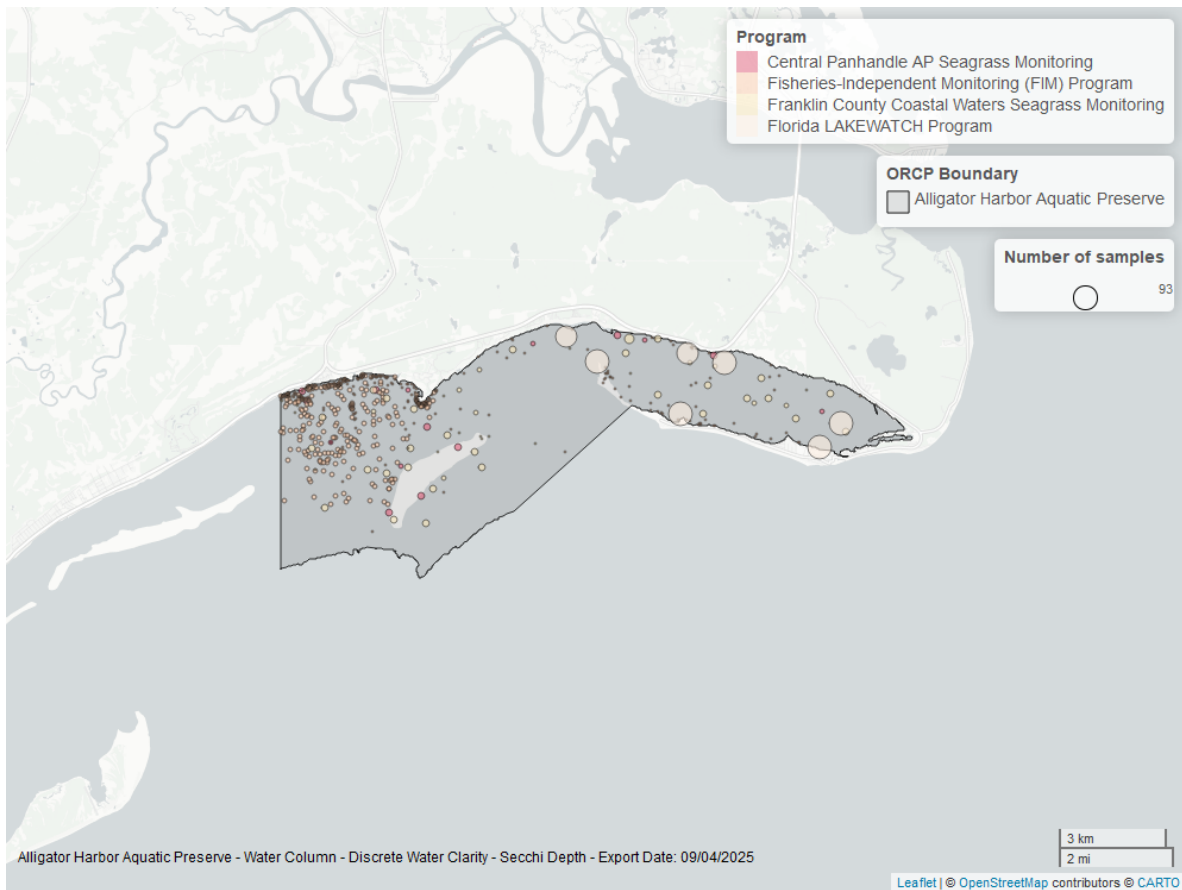 Program
Central Panhandle AP Seagrass Monitoring
Fisheries-Independent Monitoring (FIM) Program
Franklin County Coastal Waters Seagrass Monitoring
Florida LAKEWATCH Program
ORCP Boundary
Alligator Harbor Aquatic Preserve
Number of samples
93
3 km
2 mi
Alligator Harbor Aquatic Preserve - Water Column - Discrete Water Clarity - Secchi Depth - Export Date: 09/04/2025
Leaflet | © OpenStreetMap contributors © CARTO